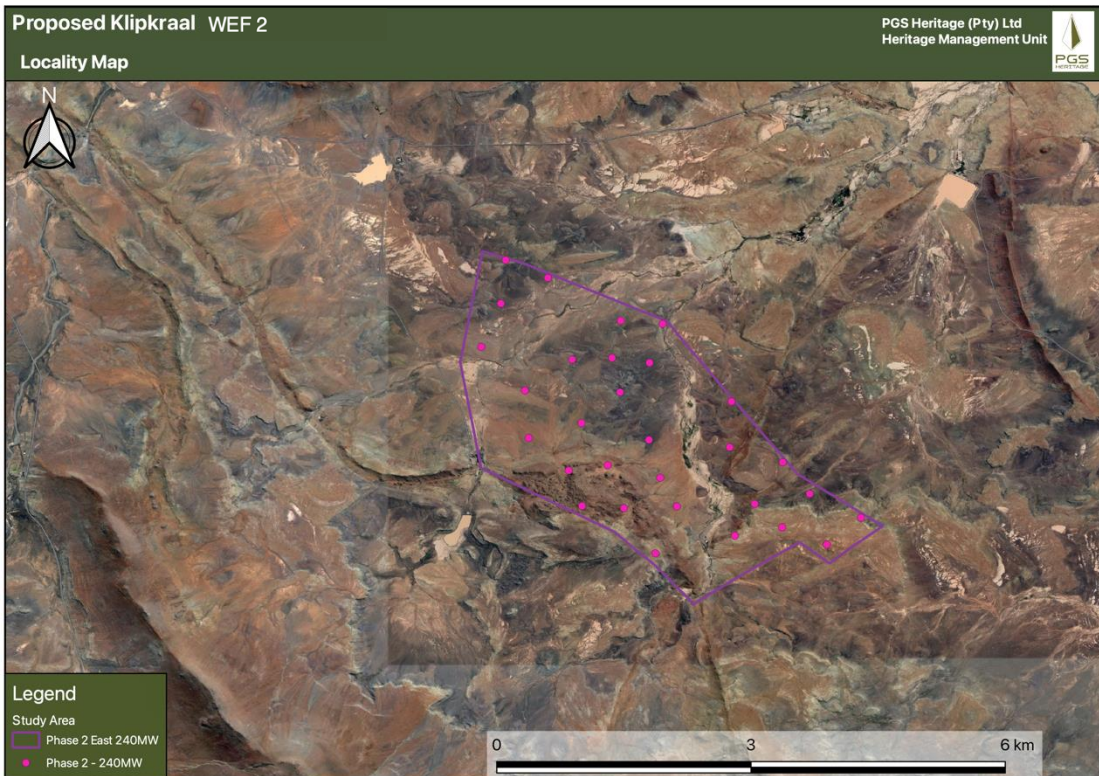 Proposed Klipkraal WEF 2
PGS Heritage (Pty) Ltd
Heritage Management Unit
Locality Map
PGS
HERITAGE
N
Legend
Study Area
Phase 2 East 240MW
Phase 2 - 240MW
0 3 6 km